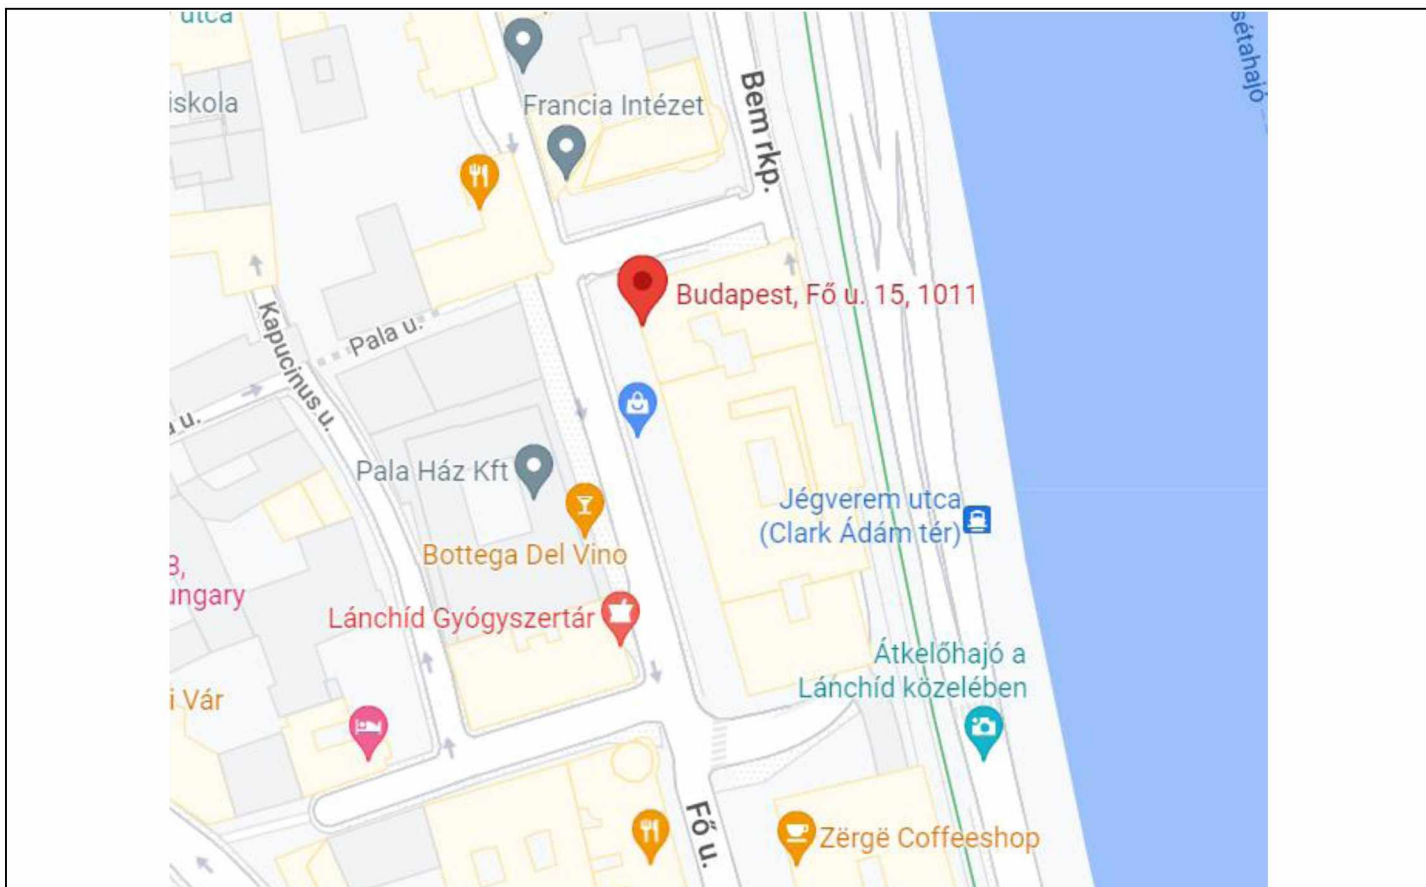 utca
sétahajó
iskola
Francia Intézet
Bem rkp.
Budapest, Fő u. 15, 1011
Kapucinus u.
Pala u.
u.
Pala Ház Kft
Jégverem utca
(Clark Ádám tér)
Bottega Del Vino
8,
ungary
Lánchíd Gyógyszertár
Átkelőhajó a
Lánchíd közelében
i Vár
Fő u.
Zërgë Coffeeshop